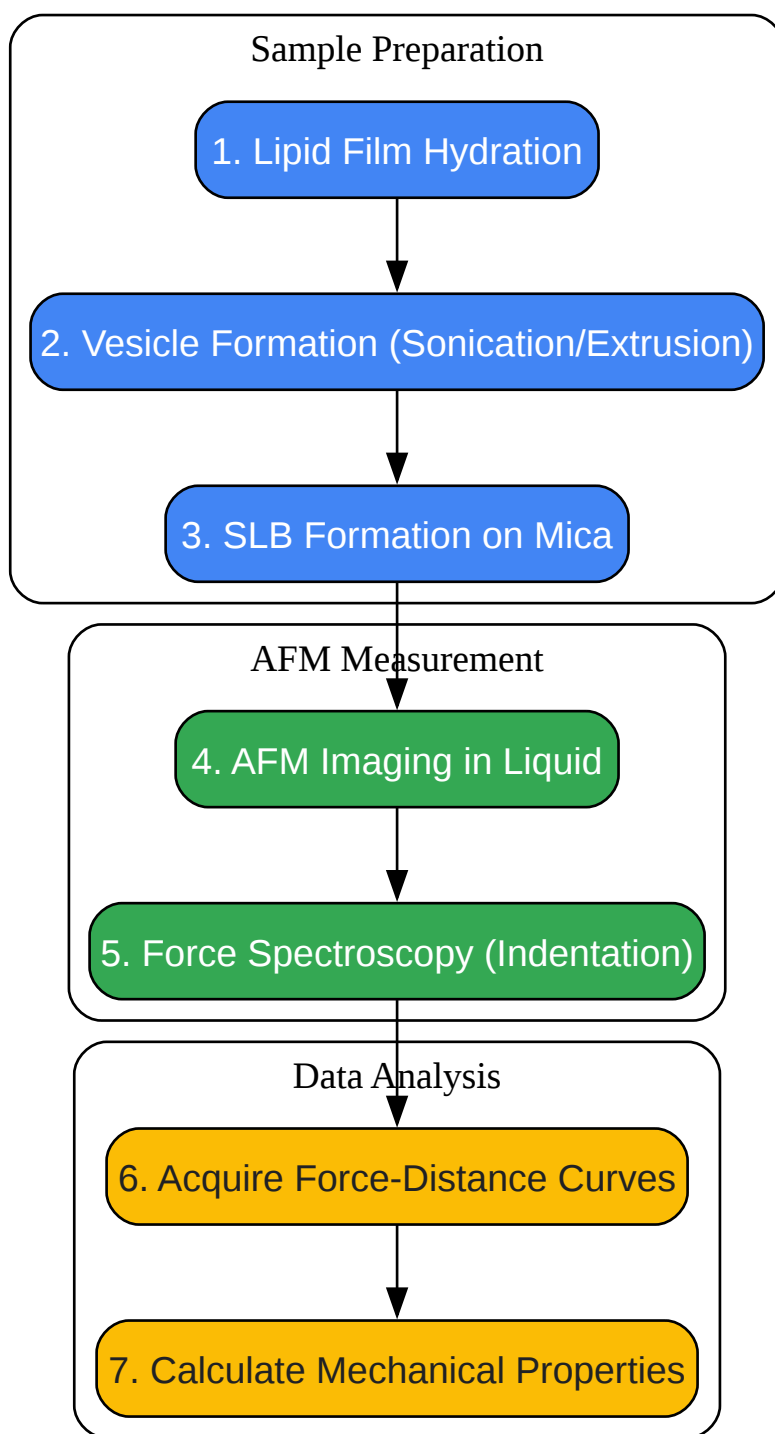 Sample Preparation
1. Lipid Film Hydration
2. Vesicle Formation (Sonication/Extrusion)
3. SLB Formation on Mica
AFM Measurement
4. AFM Imaging in Liquid
5. Force Spectroscopy (Indentation)
Data Analysis
6. Acquire Force-Distance Curves
7. Calculate Mechanical Properties